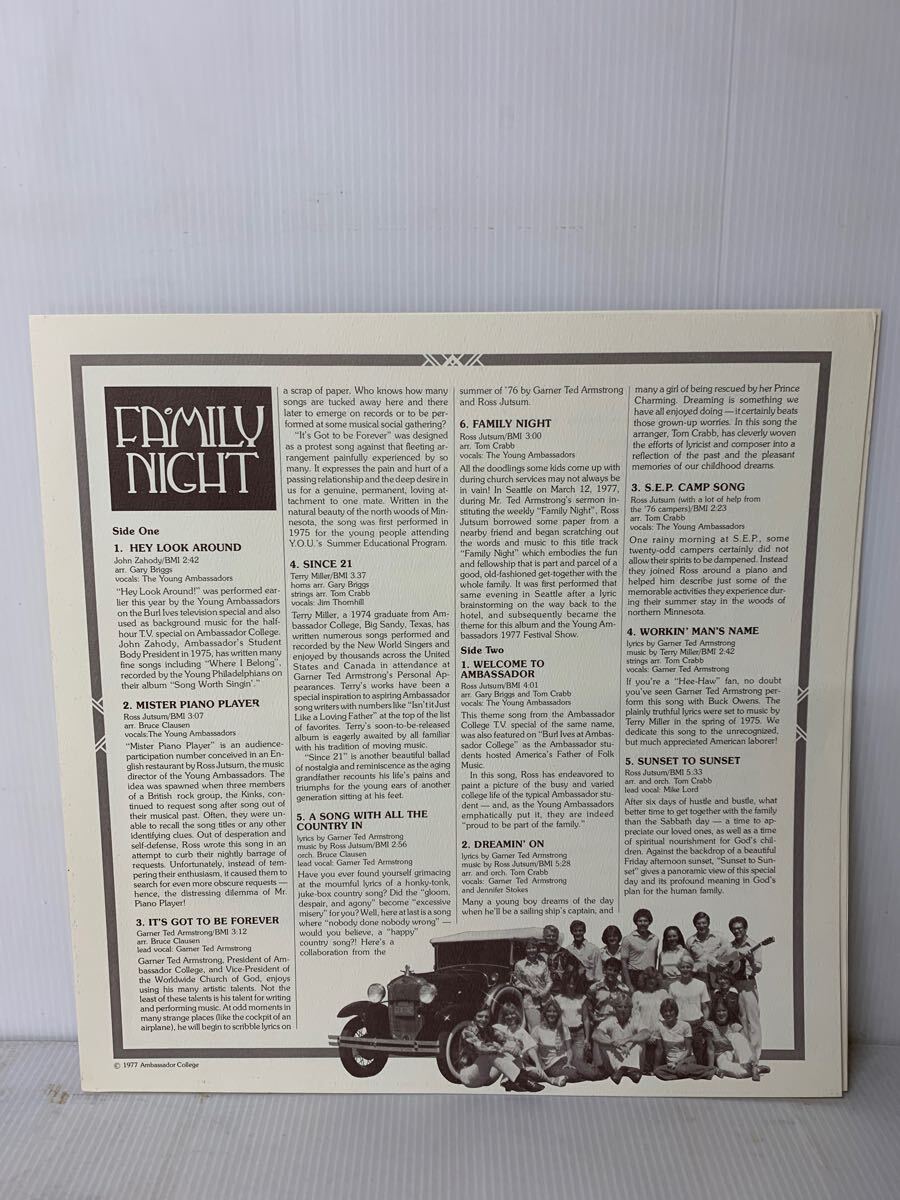 FAMILY
NIGHT
Side One
1. HEY LOOK AROUND
John Zahody/BMI 2:42
arr. Gary Briggs
vocals: The Young Ambassadors
"Hey Look Around!" was performed ear-
lier this year by the Young Ambassadors
on the Burl Ives television special and also
used as background music for the half-
hour T.V. special on Ambassador College.
John Zahody, Ambassador's Student
Body President in 1975, has written many
fine songs including "Where I Belong",
recorded by the Young Philadelphians on
their album "Song Worth Singin'."
2. MISTER PIANO PLAYER
Ross Jutsum/BMI 3:07
arr. Bruce Clausen
vocals:The Young Ambassadors
"Mister Piano Player" is an audience-
participation number conceived in an En-
glish restaurant by Ross Jutsum, the music
director of the Young Ambassadors. The
idea was spawned when three members
of a British rock group, the Kinks, con-
tinued to request song after song out of
their musical past. Often, they were un-
able to recall the song titles or any other
identifying clues. Out of desperation and
self-defense, Ross wrote this song in an
attempt to curb their nightly barrage of
requests. Unfortunately, instead of tem-
pering their enthusiasm, it caused them to
search for even more obscure requests —
hence, the distressing dilemma of Mr.
Piano Player!
3. IT'S GOT TO BE FOREVER
Garner Ted Armstrong/BMI 3:12
arr. Bruce Clausen
lead vocal: Garner Ted Armstrong
Garner Ted Armstrong, President of Am-
bassador College, and Vice-President of
the Worldwide Church of God, enjoys
using his many artistic talents. Not the
least of these talents is his talent for writing
and performing music. At odd moments in
many strange places (like the cockpit of an
airplane), he will begin to scribble lyrics on
a scrap of paper. Who knows how many
songs are tucked away here and there
later to emerge on records or to be per-
formed at some musical social gathering?
"It's Got to be Forever" was designed
as a protest song against that fleeting ar-
rangement painfully experienced by so
many. It expresses the pain and hurt of a
passing relationship and the deep desire in
us for a genuine, permanent, loving at-
tachment to one mate. Written in the
natural beauty of the north woods of Min-
nesota, the song was first performed in
1975 for the young people attending
Y.O.U.'s Summer Educational Program.
4. SINCE 21
Terry Miller/BMI 3.37
horns arr. Gary Briggs
strings arr. Tom Crabb
vocals: Jim Thornhill
Terry Miller, a 1974 graduate from Am-
bassador College, Big Sandy, Texas, has
written numerous songs performed and
recorded by the New World Singers and
enjoyed by thousands across the United
States and Canada in attendance at
Garner Ted Armstrong's Personal Ap-
pearances. Terry's works have been a
special inspiration to aspiring Ambassador
song writers with numbers like "Isn't it Just
Like a Loving Father" at the top of the list
of favorites. Terry's soon-to-be-released
album is eagerly awaited by all familiar
with his tradition of moving music.
"Since 21" is another beautiful ballad
of nostalgia and reminiscence as the aging
grandfather recounts his life's pains and
triumphs for the young ears of another
generation sitting at his feet.
5. A SONG WITH ALL THE
COUNTRY IN
lyrics by Garner Ted Armstrong
music by Ross Jutsum/BMI 2:56
orch. Bruce Clausen
lead vocal: Garner Ted Armstrong
Have you ever found yourself grimacing
at the mournful lyrics of a honky-tonk,
juke-box country song? Did the "gloom,
despair, and agony" become "excessive
misery" for you? Well, here at last is a song
where "nobody done nobody wrong" —
would you believe, a "happy"
country song?! Here's a
collaboration from the
summer of '76 by Garner Ted Armstrong
and Ross Jutsum.
6. FAMILY NIGHT
Ross Jutsum/BMI 3:00
arr. Tom Crabb
vocals: The Young Ambassadors
All the doodlings some kids come up with
during church services may not always be
in vain! In Seattle on March 12, 1977,
during Mr. Ted Armstrong's sermon in-
stituting the weekly "Family Night", Ross
Jutsum borrowed some paper from a
nearby friend and began scratching out
the words and music to this title track
"Family Night" which embodies the fun
and fellowship that is part and parcel of a
good, old-fashioned get-together with the
whole family. It was first performed that
same evening in Seattle after a lyric
brainstorming on the way back to the
hotel, and subsequently became the
theme for this album and the Young Am-
bassadors 1977 Festival Show.
Side Two
1. WELCOME TO
AMBASSADOR
Ross Jutsum/BMI 4:01
arr. Gary Briggs and Tom Crabb
vocals: The Young Ambassadors
This theme song from the Ambassador
College T.V. special of the same name,
was also featured on "Burl Ives at Ambas-
sador College" as the Ambassador stu-
dents hosted America's Father of Folk
Music.
In this song, Ross has endeavored to
paint a picture of the busy and varied
college life of the typical Ambassador stu-
dent — and, as the Young Ambassadors
emphatically put it, they are indeed
"proud to be part of the family."
2. DREAMIN' ON
lyrics by Garner Ted Armstrong
music by Ross Jutsum/BMI 5:28
arr. and orch. Tom Crabb
vocals: Garner Ted Armstrong
and Jennifer Stokes
Many a young boy dreams of the day
when he'll be a sailing ship's captain, and
many a girl of being rescued by her Prince
Charming. Dreaming is something we
have all enjoyed doing — it certainly beats
those grown-up worries. In this song the
arranger, Tom Crabb, has cleverly woven
the efforts of lyricist and composer into a
reflection of the past and the pleasant
memories of our childhood dreams.
3. S.E.P. CAMP SONG
Ross Jutsum (with a lot of help from
the '76 campers)/BMI 2:23
arr. Tom Crabb
vocals: The Young Ambassadors
One rainy morning at S.E.P., some
twenty-odd campers certainly did not
allow their spirits to be dampened. Instead
they joined Ross around a piano and
helped him describe just some of the
memorable activities they experience dur-
ing their summer stay in the woods of
northern Minnesota.
4. WORKIN' MAN'S NAME
lyrics by Garner Ted Armstrong
music by Terry Miller/BMI 2:42
strings arr. Tom Crabb
vocals: Garner Ted Armstrong
If you're a "Hee-Haw" fan, no doubt
you've seen Garner Ted Armstrong per-
form this song with Buck Owens. The
plainly truthful lyrics were set to music by
Terry Miller in the spring of 1975. We
dedicate this song to the unrecognized,
but much appreciated American laborer!
5. SUNSET TO SUNSET
Ross Jutsum/BMI 5:33
arr. and orch. Tom Crabb
lead vocal: Mike Lord
After six days of hustle and bustle, what
better time to get together with the family
than the Sabbath day — a time to ap-
preciate our loved ones, as well as a time
of spiritual nourishment for God's chil-
dren. Against the backdrop of a beautiful
Friday afternoon sunset, "Sunset to Sun-
set" gives a panoramic view of this special
day and its profound meaning in God's
plan for the human family.
© 1977 Ambassador College